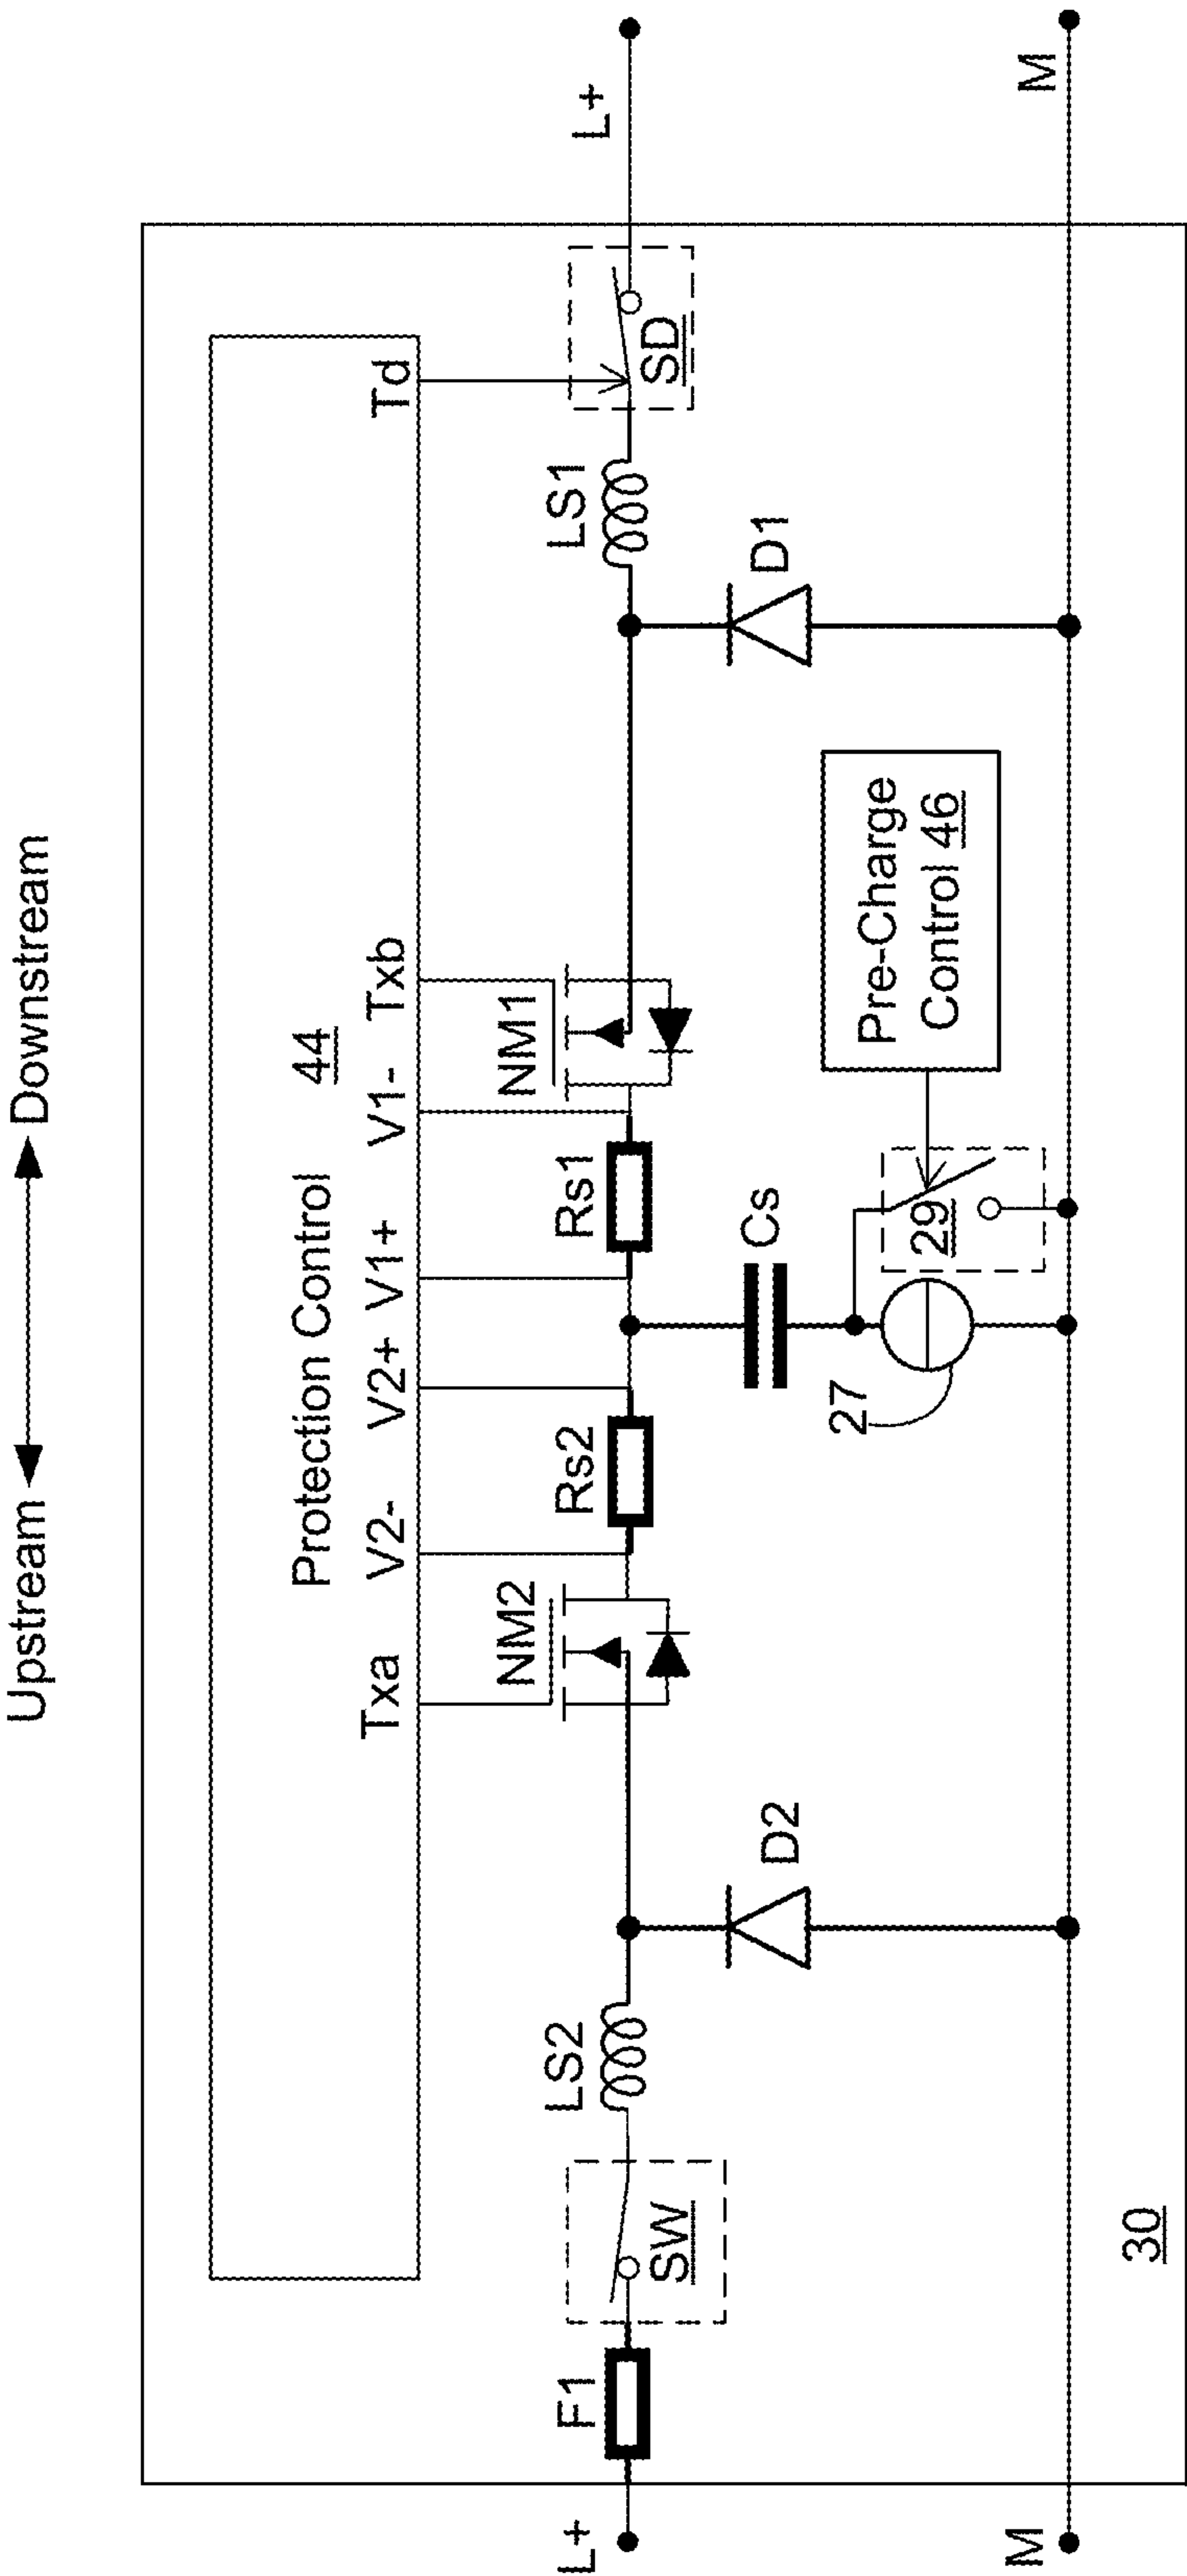 Upstream Downstream
Protection Control 44
Txa V2- V2+ V1+ V1- Txb Td
L+ F1 SW LS2 NM2 Rs2 Rs1 NM1 LS1 SD L+
D2 Cs D1
27 29
Pre-Charge
Control 46
M M
30